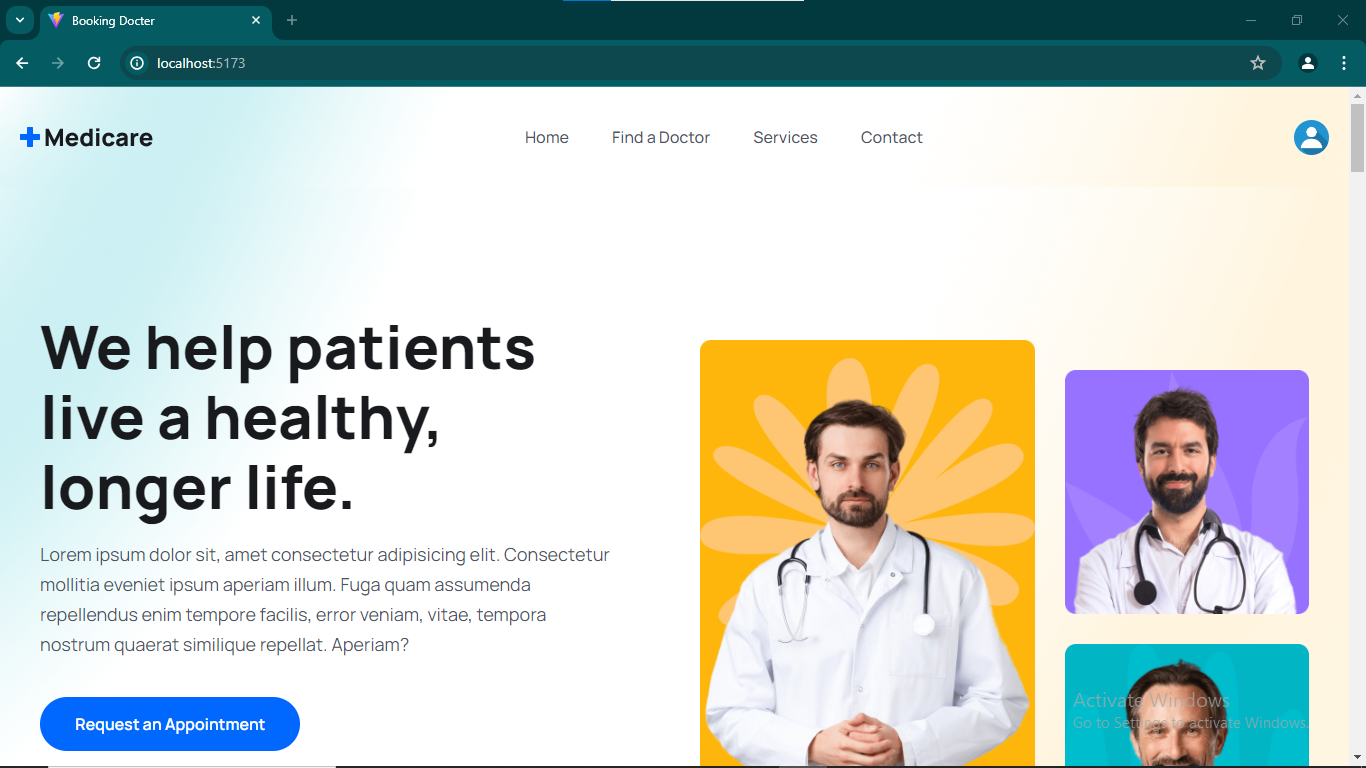 Booking Docter
localhost:5173
Medicare
Home
Find a Doctor
Services
Contact
We help patients
live a healthy,
longer life.
Lorem ipsum dolor sit, amet consectetur adipisicing elit. Consectetur
mollitia eveniet ipsum aperiam illum. Fuga quam assumenda
repellendus enim tempore facilis, error veniam, vitae, tempora
nostrum quaerat similique repellat. Aperiam?
Request an Appointment
Activate Windows
Go to Settings to activate Windows.